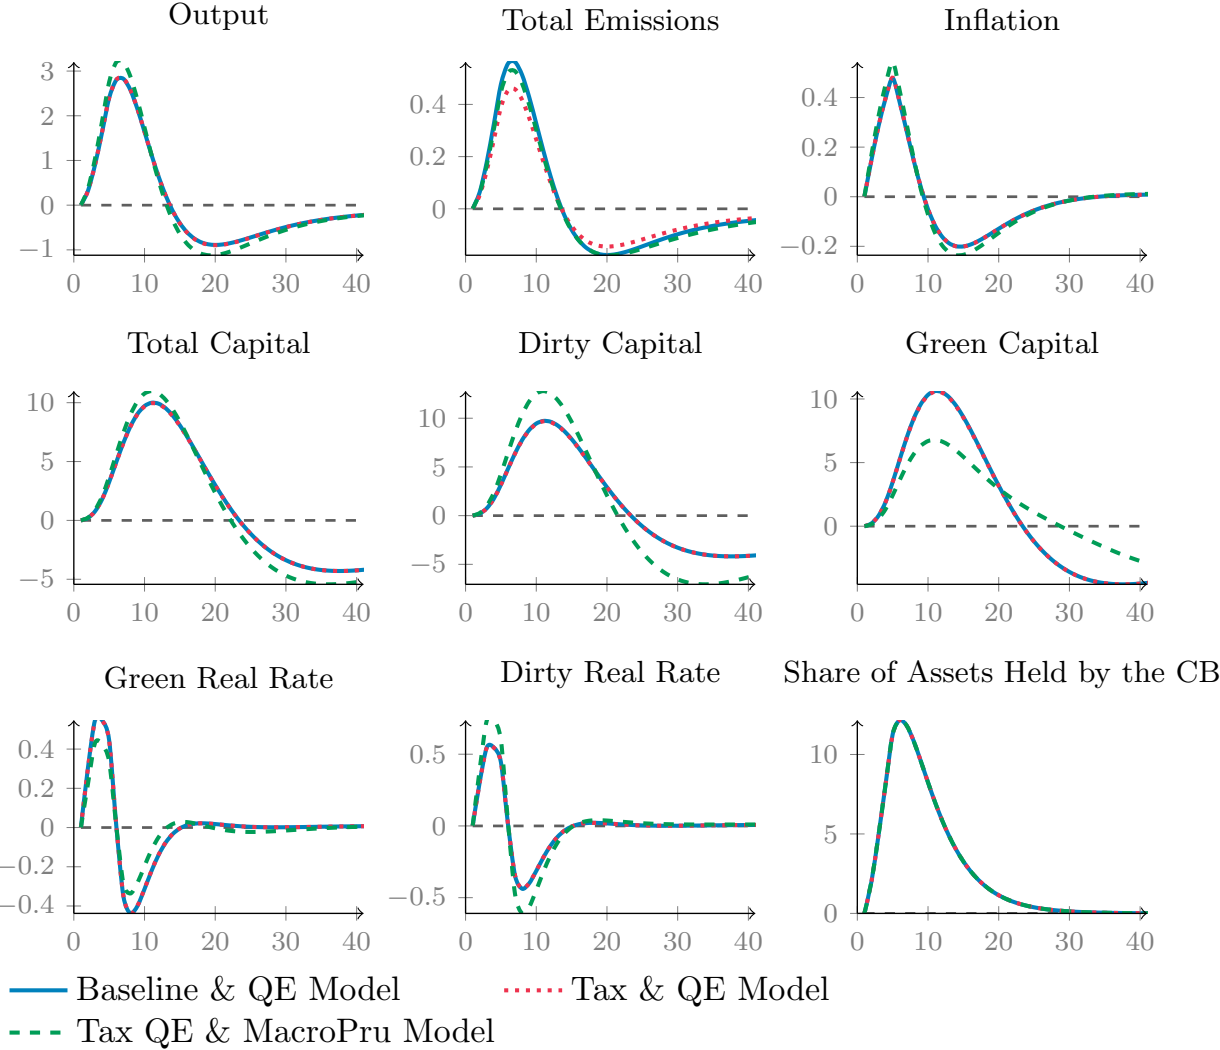 Output
Total Emissions
Inflation
3
2
1
0
−1
0 10 20 30 40
0.4
0.2
0
0 10 20 30 40
0.4
0.2
0
−0.2
0 10 20 30 40
Total Capital
Dirty Capital
Green Capital
10
5
0
−5
0 10 20 30 40
10
5
0
−5
0 10 20 30 40
10
5
0
0 10 20 30 40
Green Real Rate
Dirty Real Rate
Share of Assets Held by the CB
0.4
0.2
0
−0.2
−0.4
0 10 20 30 40
0.5
0
−0.5
0 10 20 30 40
10
5
0
0 10 20 30 40
Baseline & QE Model
Tax & QE Model
Tax QE & MacroPru Model